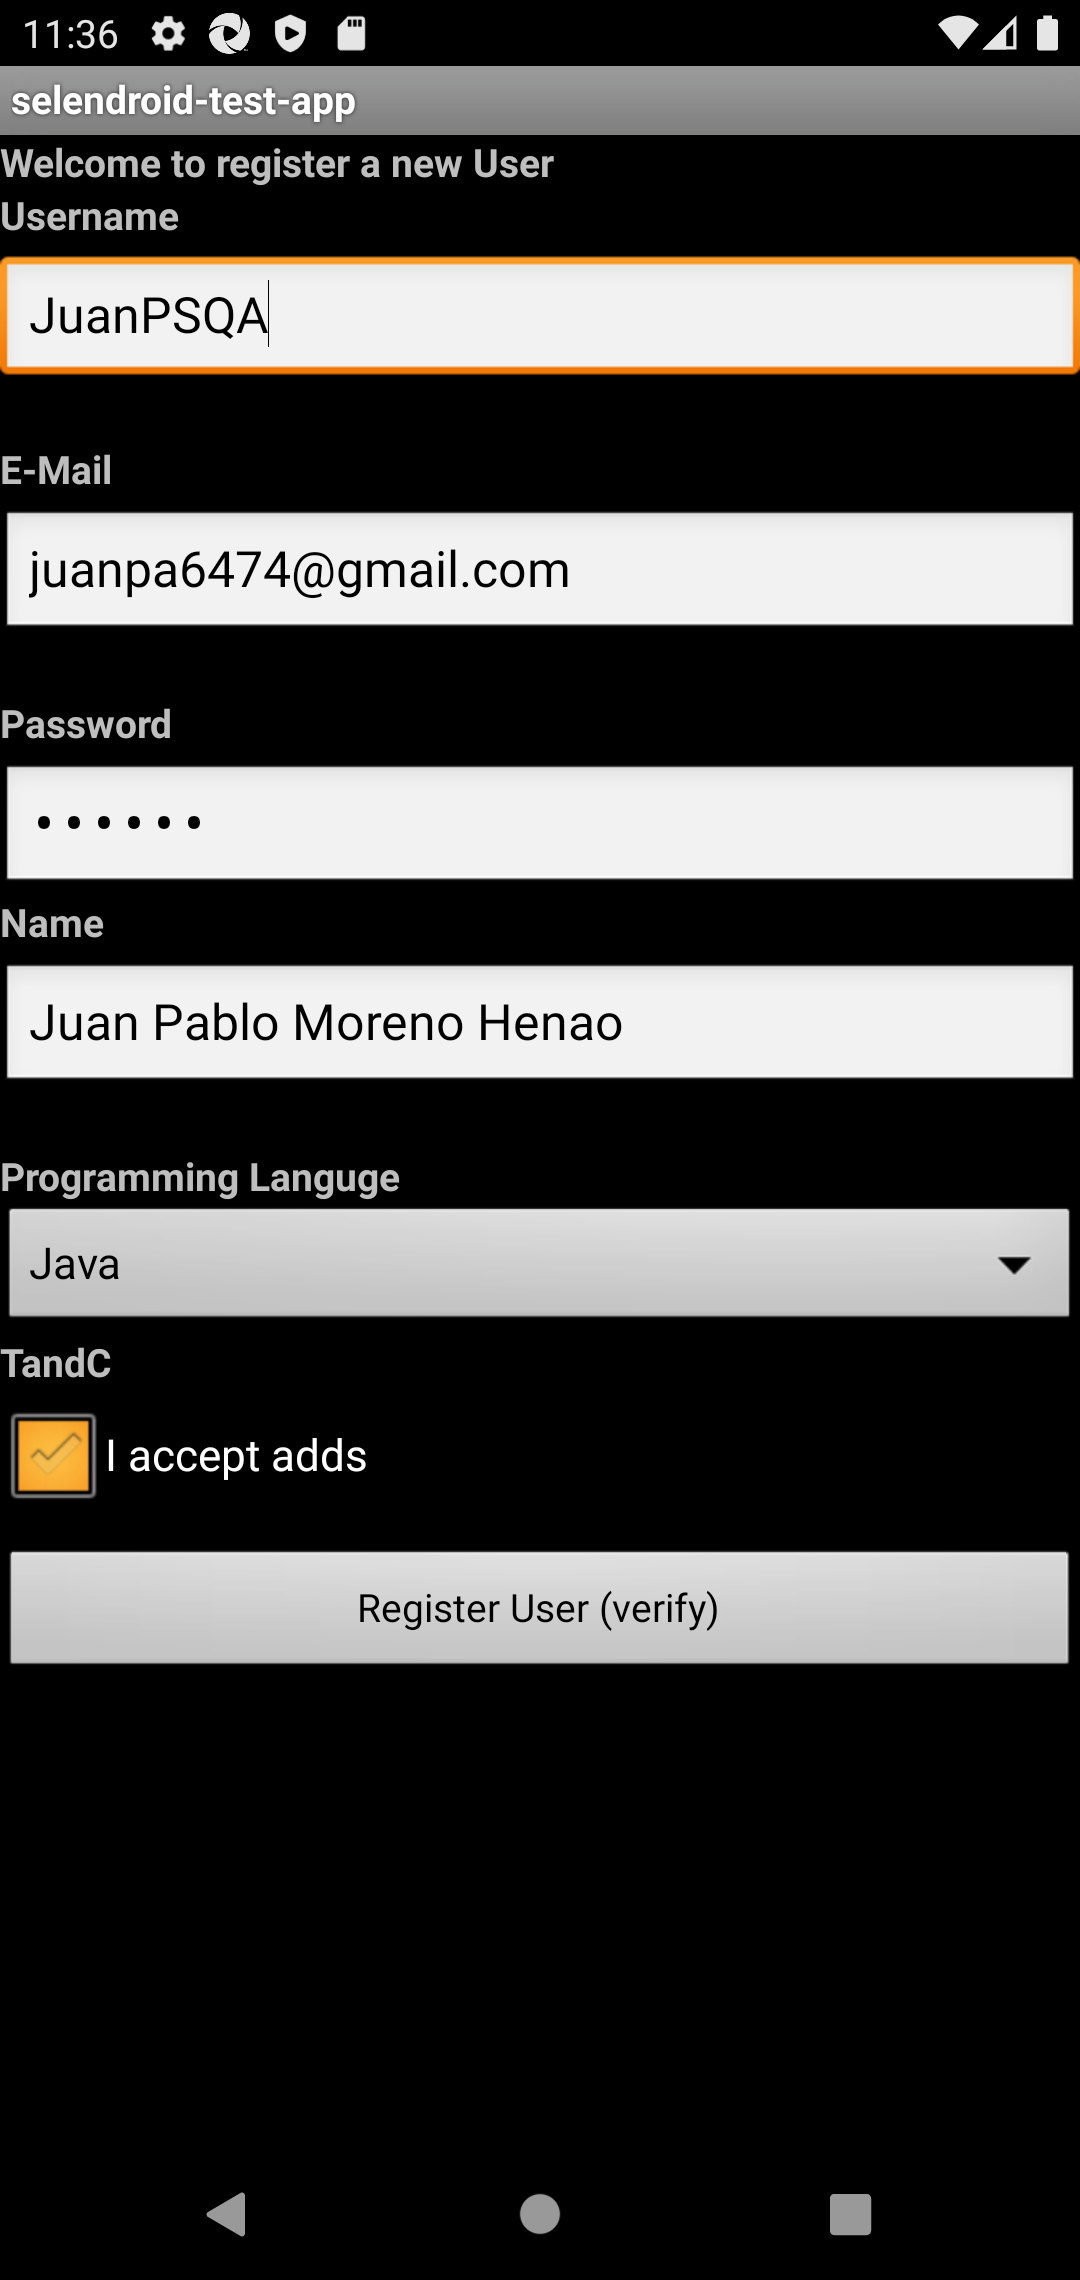 11:36
selendroid-test-app
Welcome to register a new User
Username
JuanPSQA
E-Mail
juanpa6474@gmail.com
Password
••••••
Name
Juan Pablo Moreno Henao
Programming Languge
Java
TandC
I accept adds
Register User (verify)